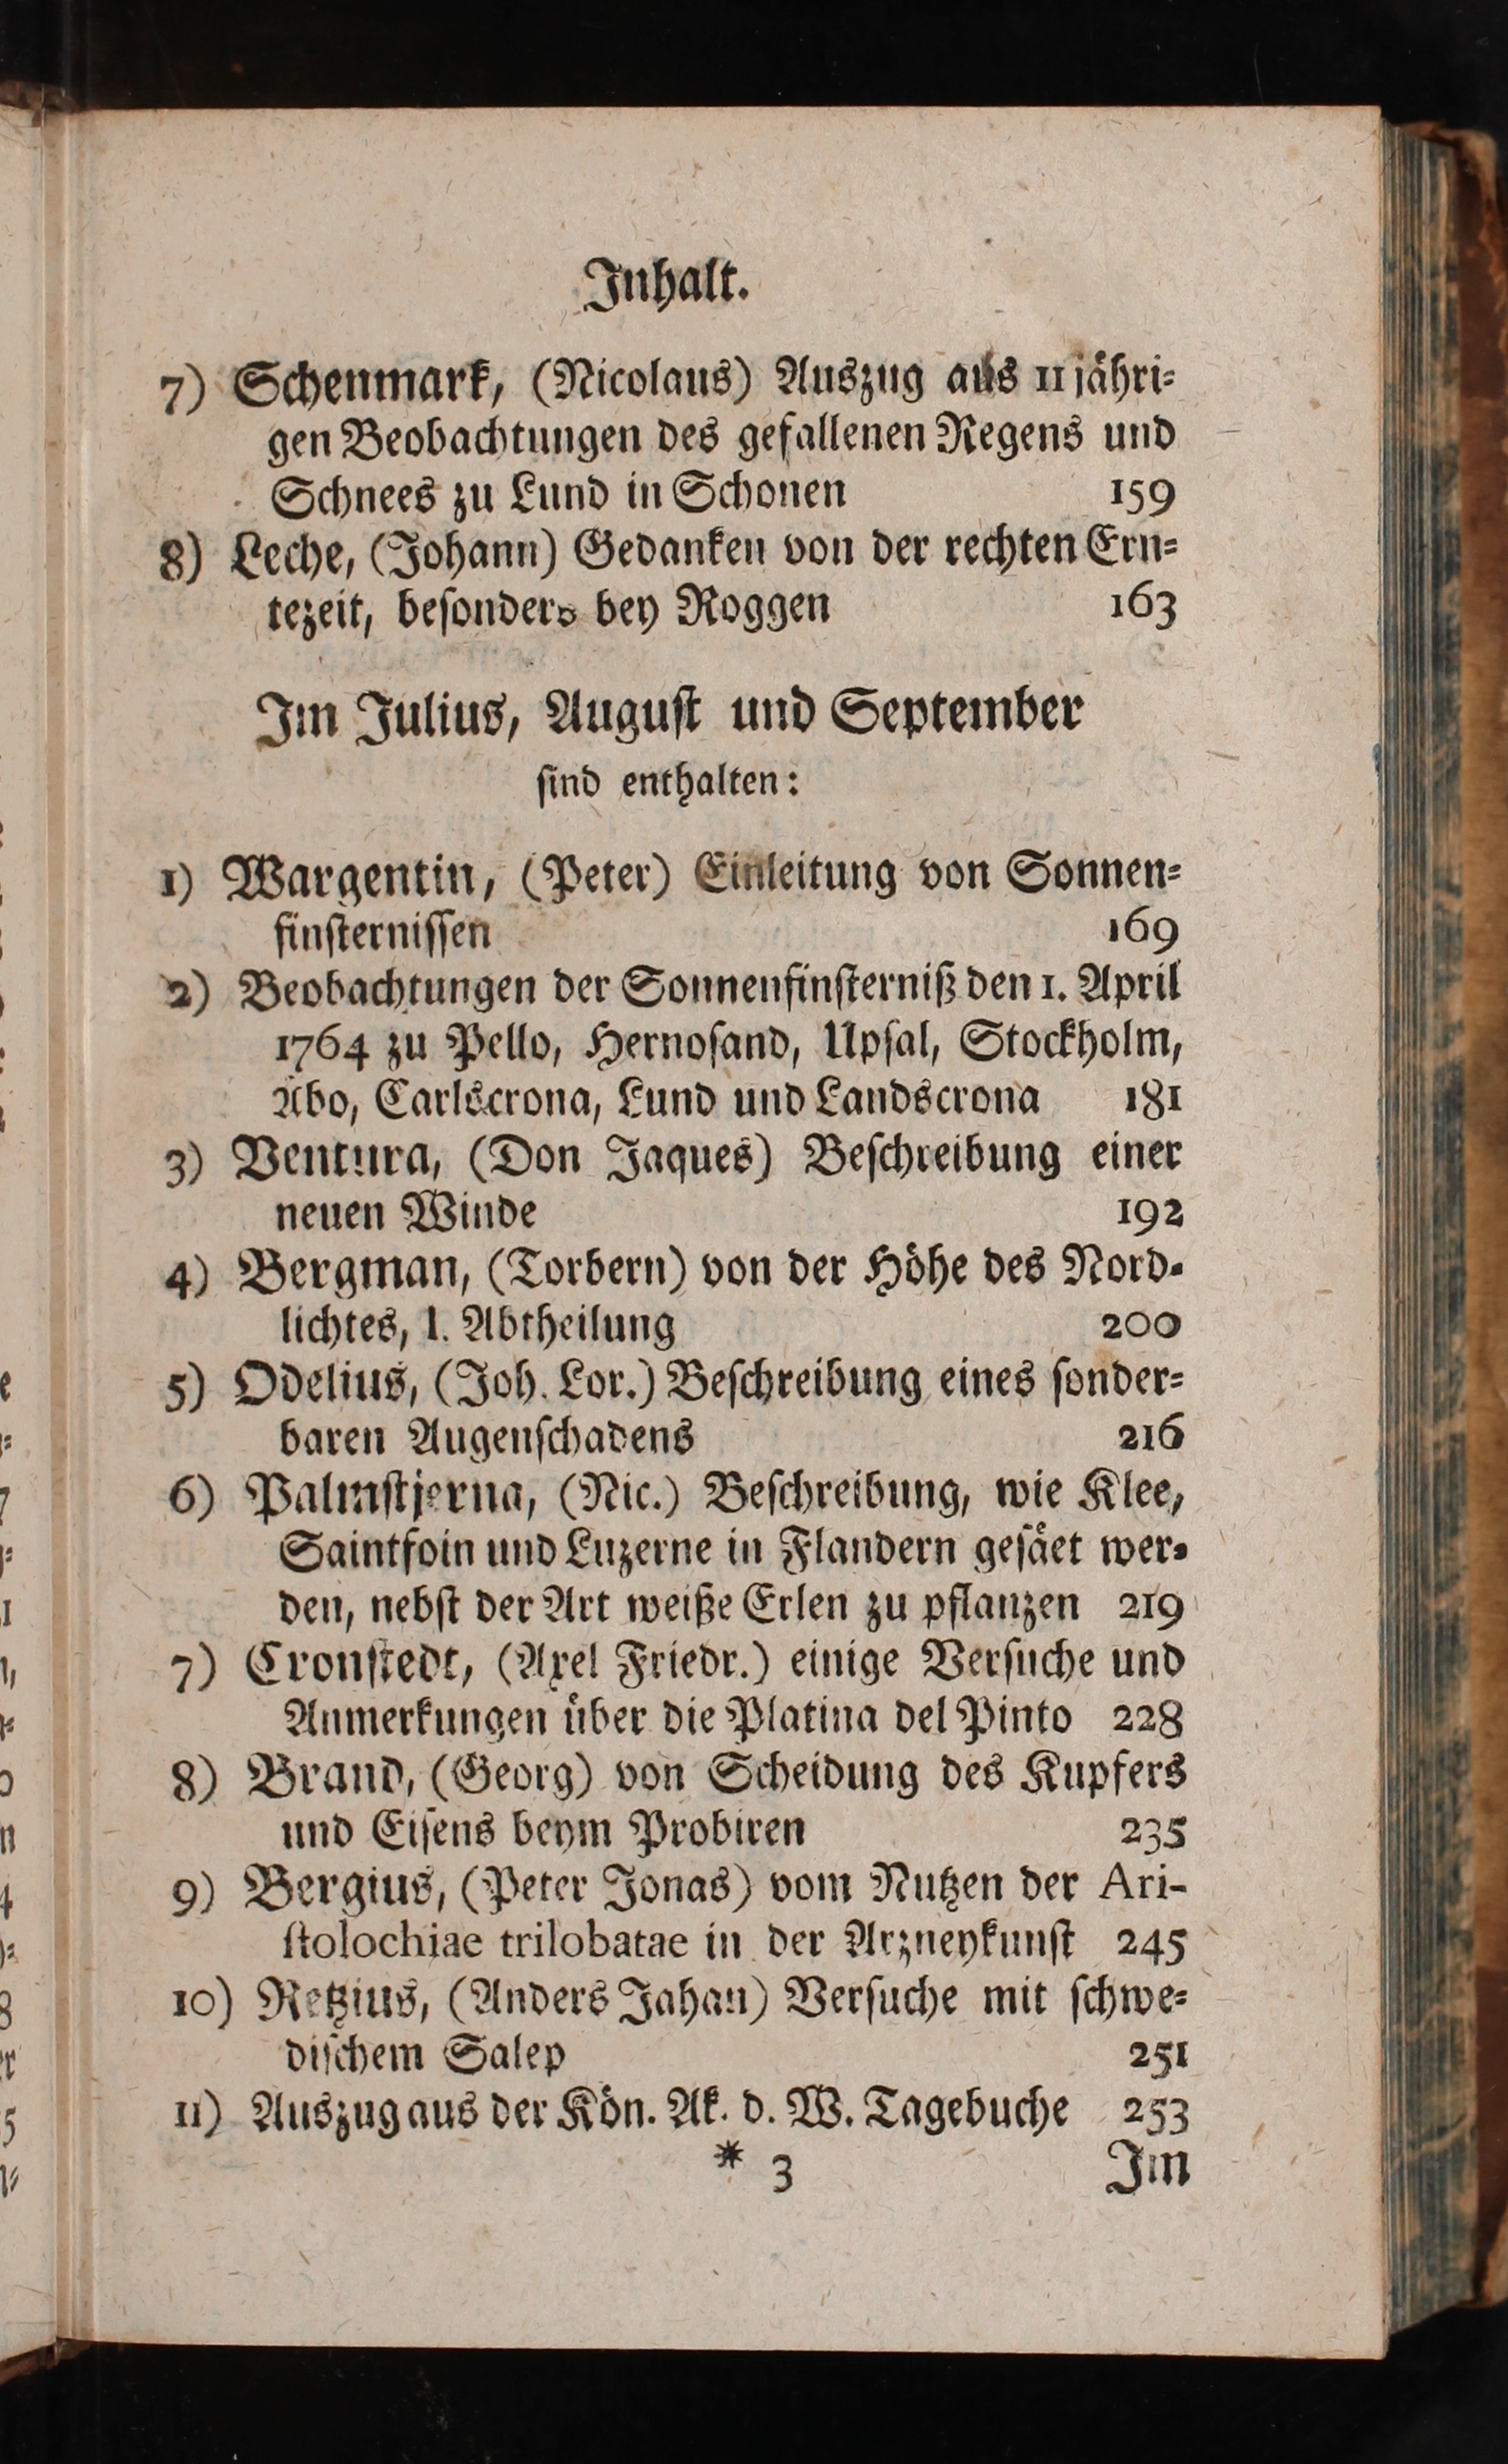 Inhalt.
7) Schenmark, (Nicolaus) Auszug aus 11jähri-
gen Beobachtungen des gefallenen Regens und
Schnees zu Lund in Schonen 159
8) Leche, (Johann) Gedanken von der rechten Ern-
tezeit, besonders bey Roggen 163
Im Julius, August und September
sind enthalten:
1) Wargentin, (Peter) Einleitung von Sonnen-
finsternissen 169
2) Beobachtungen der Sonnenfinsterniß den 1. April
1764 zu Pello, Hernosand, Upsal, Stockholm,
Abo, Carlscrona, Lund und Landscrona 181
3) Ventura, (Don Jaques) Beschreibung einer
neuen Winde 192
4) Bergman, (Torbern) von der Höhe des Nord-
lichtes, I. Abtheilung 200
5) Odelius, (Joh. Lor.) Beschreibung eines sonder-
baren Augenschadens 216
6) Palmstjerna, (Nic.) Beschreibung, wie Klee,
Saintfoin und Luzerne in Flandern gesäet wer-
den, nebst der Art weiße Erlen zu pflanzen 219
7) Cronstedt, (Axel Friedr.) einige Versuche und
Anmerkungen über die Platina del Pinto 228
8) Brand, (Georg) von Scheidung des Kupfers
und Eisens beym Probiren 235
9) Bergius, (Peter Jonas) vom Nutzen der Ari-
stolochiae trilobatae in der Arzneykunst 245
10) Retzius, (Anders Jahan) Versuche mit schwe-
dischem Salep 251
11) Auszug aus der Kön. Ak. d. W. Tagebuche 253
* 3 Im